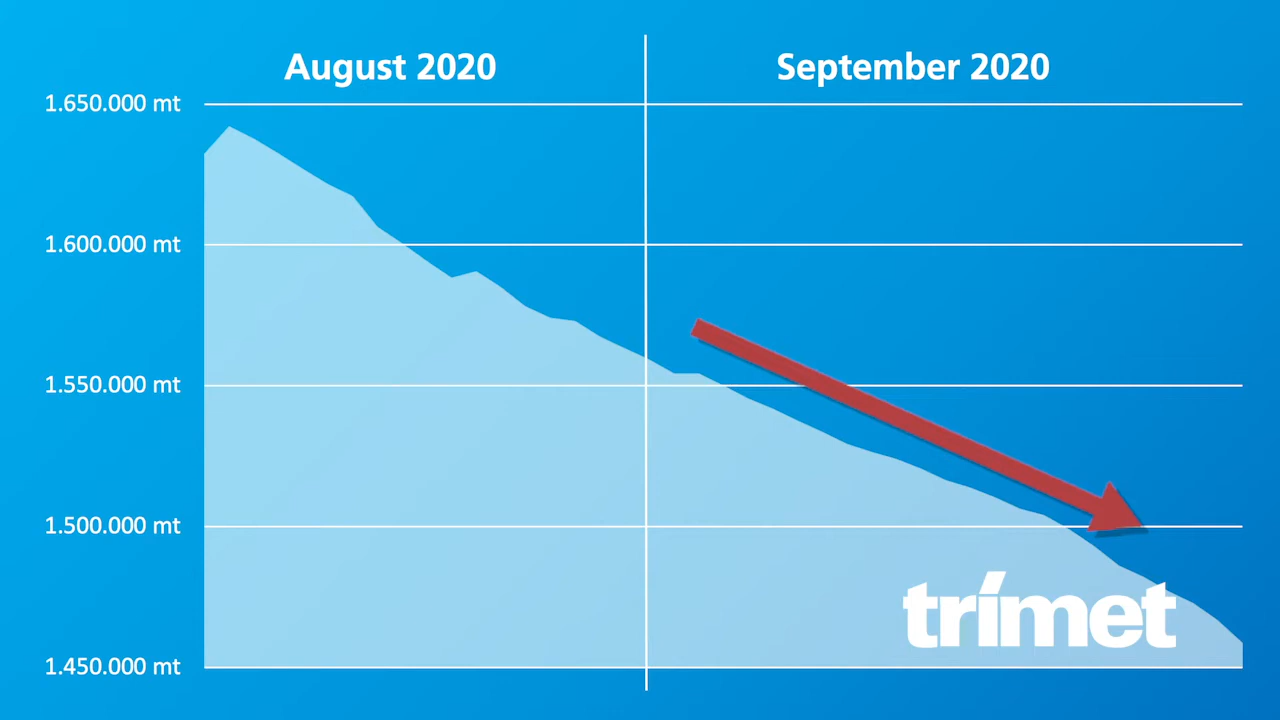 August 2020
September 2020
1.650.000 mt
1.600.000 mt
1.550.000 mt
1.500.000 mt
trimet
1.450.000 mt